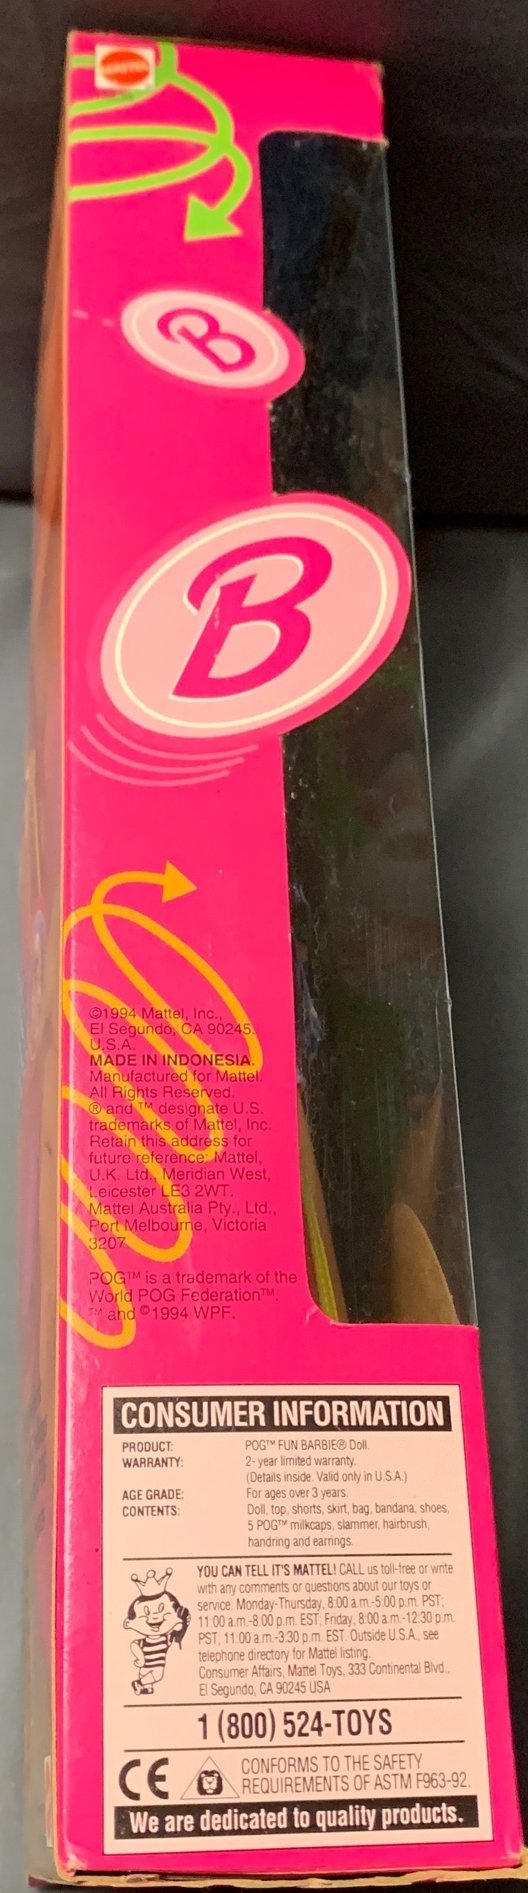 Mattel
B
B
©1994 Mattel, Inc.,
El Segundo, CA 90245.
U.S.A.
MADE IN INDONESIA.
Manufactured for Mattel.
All Rights Reserved.
® and ™ designate U.S.
trademarks of Mattel, Inc.
Retain this address for
future reference: Mattel,
U.K. Ltd., Meridian West,
Leicester LE3 2WT.
Mattel Australia Pty., Ltd.,
Port Melbourne, Victoria
3207.
POG™ is a trademark of the
World POG Federation™.
™ and ©1994 WPF.
CONSUMER INFORMATION
PRODUCT: POG™ FUN BARBIE® Doll.
WARRANTY: 2-year limited warranty.
(Details inside. Valid only in U.S.A.)
AGE GRADE: For ages over 3 years.
CONTENTS: Doll, top, shorts, skirt, bag, bandana, shoes,
5 POG™ milkcaps, slammer, hairbrush,
handring and earrings.
YOU CAN TELL IT'S MATTEL! CALL us toll-free or write
with any comments or questions about our toys or
service. Monday-Thursday, 8:00 a.m.-5:00 p.m. PST;
11:00 a.m.-8:00 p.m. EST; Friday, 8:00 a.m.-12:30 p.m.
PST; 11:00 a.m.-3:30 p.m. EST. Outside U.S.A., see
telephone directory for Mattel listing.
Consumer Affairs, Mattel Toys, 333 Continental Blvd.,
El Segundo, CA 90245 USA
1 (800) 524-TOYS
CE
CONFORMS TO THE SAFETY
REQUIREMENTS OF ASTM F963-92.
We are dedicated to quality products.